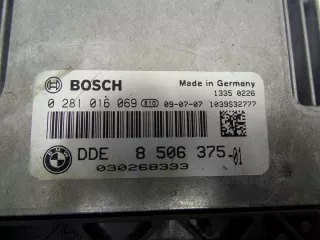 BOSCH
Made in Germany
1335 0226
0 281 016 069 810 09-07-07 1039S32777
DDE 8 506 375-01
030268333